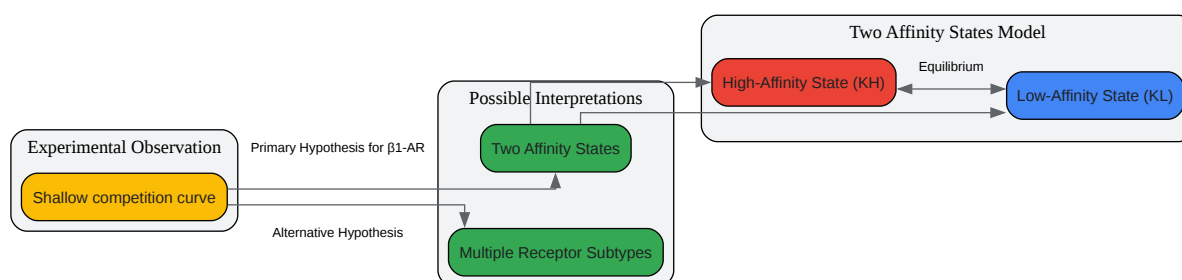 Experimental Observation
Shallow competition curve
Primary Hypothesis for β1-AR
Alternative Hypothesis
Possible Interpretations
Two Affinity States
Multiple Receptor Subtypes
Two Affinity States Model
High-Affinity State (KH)
Equilibrium
Low-Affinity State (KL)